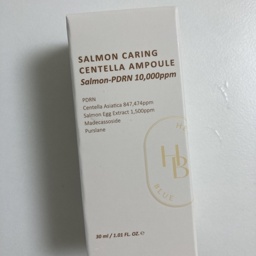 SALMON CARING
CENTELLA AMPOULE
Salmon-PDRN 10,000ppm
PDRN
Centella Asiatica 847,474ppm
Salmon Egg Extract 1,500ppm
Madecassoside
Purslane
HB
BLUE
30 ml / 1.01 FL. OZ.